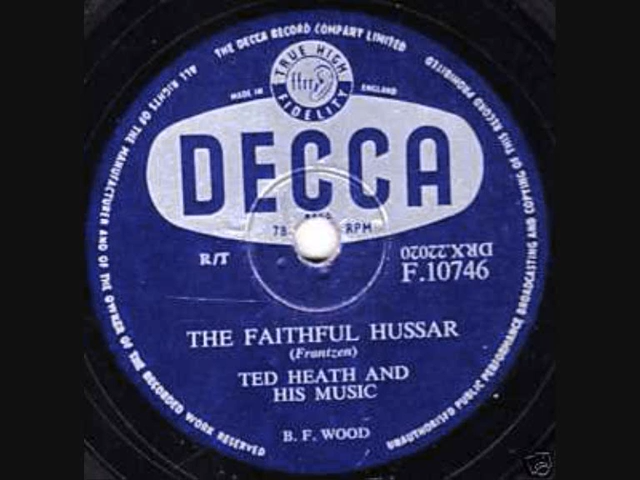 THE DECCA RECORD COMPANY LIMITED
ALL RIGHTS OF THE MANUFACTURER AND OF THE OWNER OF THE RECORDED WORK RESERVED
UNAUTHORISED PUBLIC PERFORMANCE BROADCASTING AND COPYING OF THIS RECORD PROHIBITED
TRUE HIGH
ffrr
FIDELITY
MADE IN
ENGLAND
DECCA
78 RPM
R/T
DRX.22020
F.10746
THE FAITHFUL HUSSAR
(Frantzen)
TED HEATH AND
HIS MUSIC
B. F. WOOD